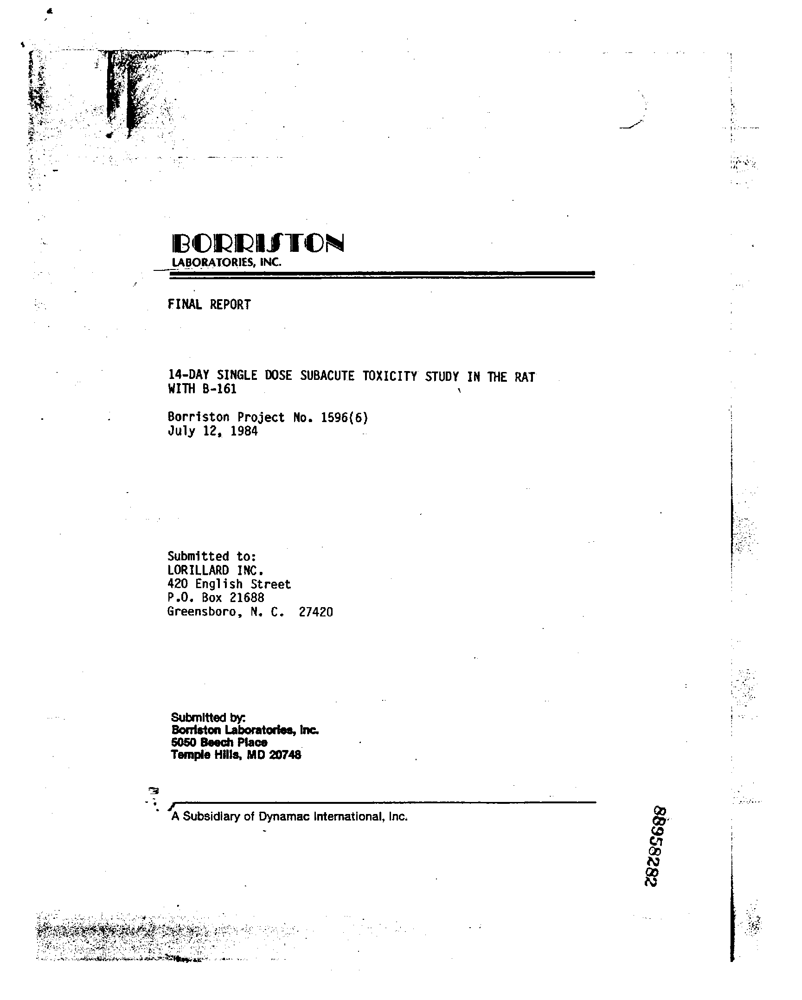 BORRISTON
LABORATORIES, INC.
FINAL REPORT
14-DAY SINGLE DOSE SUBACUTE TOXICITY STUDY IN THE RAT
WITH B-161
Borriston Project No. 1596(6)
July 12, 1984
Submitted to:
LORILLARD INC.
420 English Street
P.O. Box 21688
Greensboro, N. C. 27420
Submitted by:
Borriston Laboratories, Inc.
5050 Beech Place
Temple Hills, MD 20748
A Subsidiary of Dynamac International, Inc.
88958282